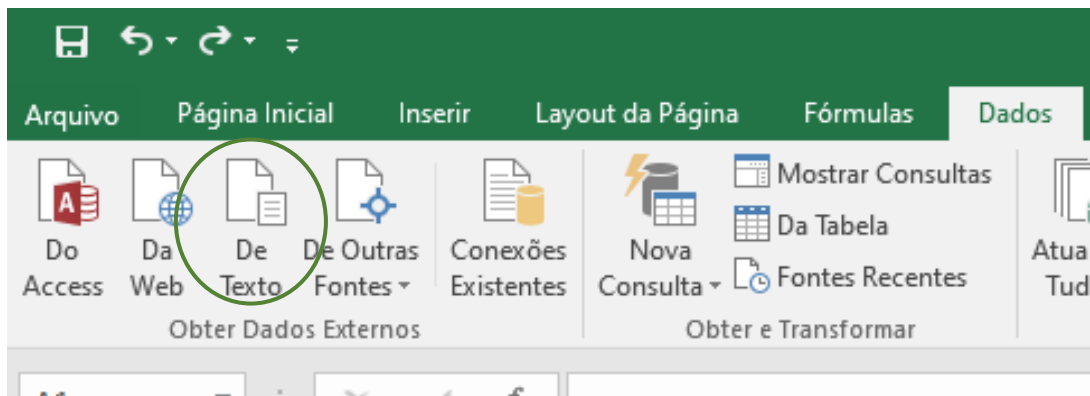 Arquivo Página Inicial Inserir Layout da Página Fórmulas Dados
Do Access
Da Web
De Texto
De Outras Fontes
Conexões Existentes
Obter Dados Externos
Nova Consulta
Mostrar Consultas
Da Tabela
Fontes Recentes
Obter e Transformar